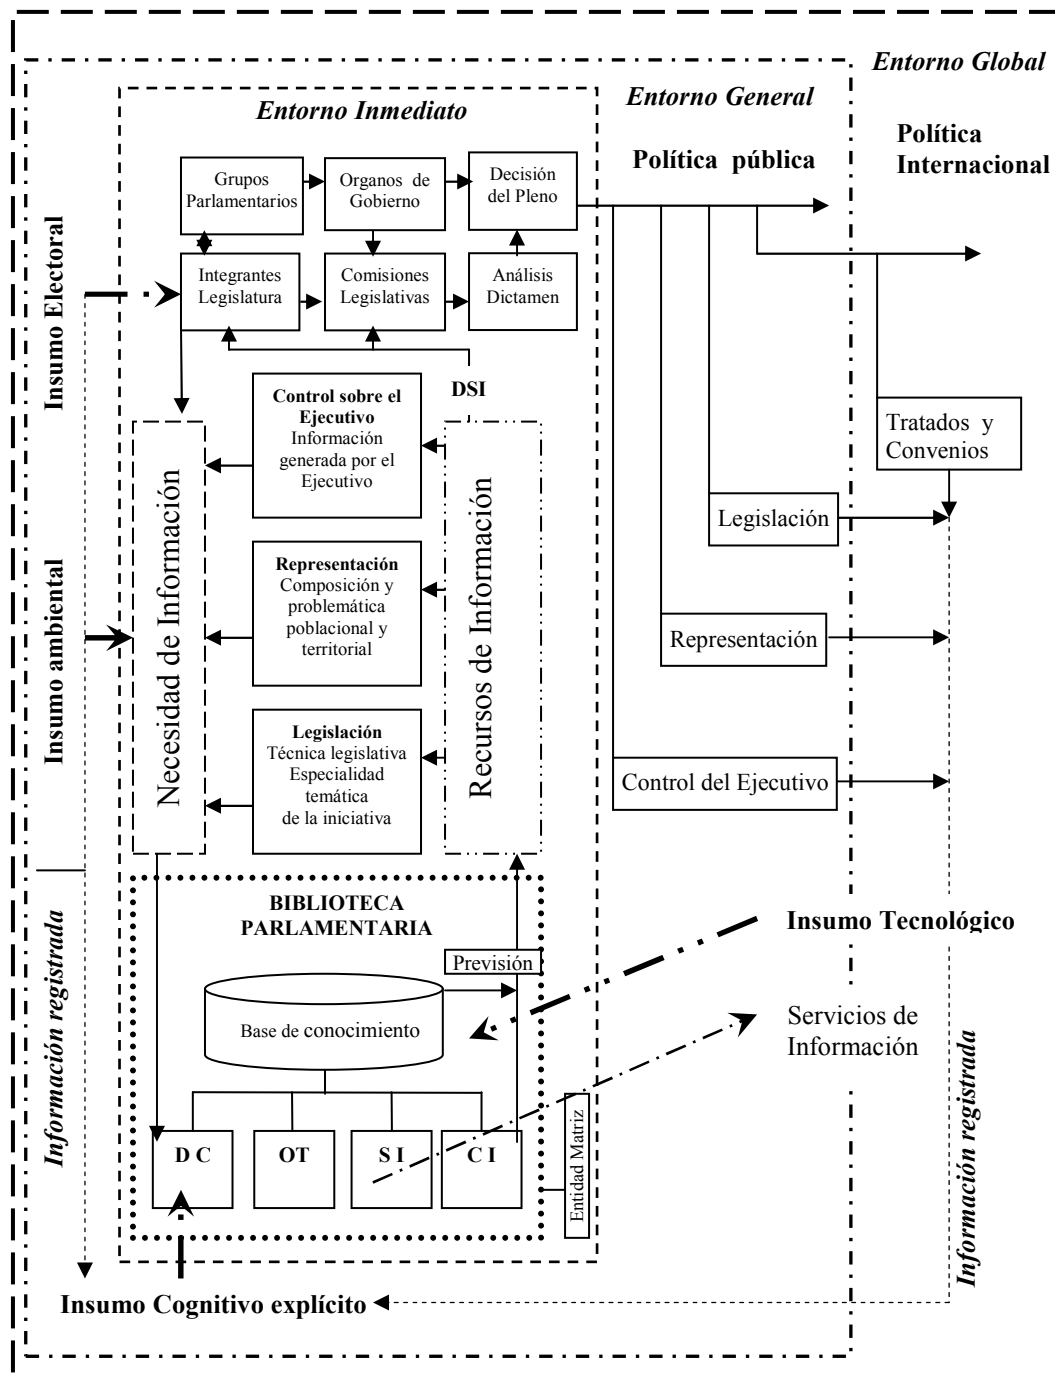 Entorno Global
Entorno General
Entorno Inmediato
Política pública
Política
Internacional
Grupos
Parlamentarios
Organos de
Gobierno
Decisión
del Pleno
Integrantes
Legislatura
Comisiones
Legislativas
Análisis
Dictamen
Insumo Electoral
DSI
Control sobre el
Ejecutivo
Información
generada por el
Ejecutivo
Tratados y
Convenios
Necesidad de Información
Recursos de Información
Legislación
Insumo ambiental
Representación
Composición y
problemática
poblacional y
territorial
Representación
Legislación
Técnica legislativa
Especialidad
temática
de la iniciativa
Control del Ejecutivo
BIBLIOTECA
PARLAMENTARIA
Insumo Tecnológico
Previsión
Base de conocimiento
Servicios de
Información
Información registrada
D C
OT
S I
C I
Entidad Matriz
Información registrada
Insumo Cognitivo explícito